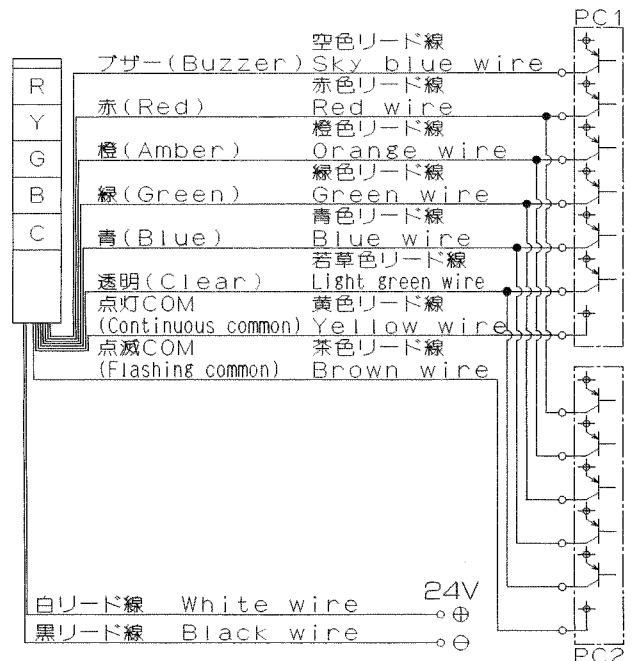 PC1
空色リード線
ブザー(Buzzer) Sky blue wire
R
赤色リード線
赤(Red) Red wire
Y
橙色リード線
橙(Amber) Orange wire
G
緑色リード線
緑(Green) Green wire
B
青色リード線
青(Blue) Blue wire
C
若草色リード線
透明(Clear) Light green wire
点灯COM 黄色リード線
(Continuous common) Yellow wire
点滅COM 茶色リード線
(Flashing common) Brown wire
24V
白リード線 White wire ⊕
黒リード線 Black wire ⊖
PC2